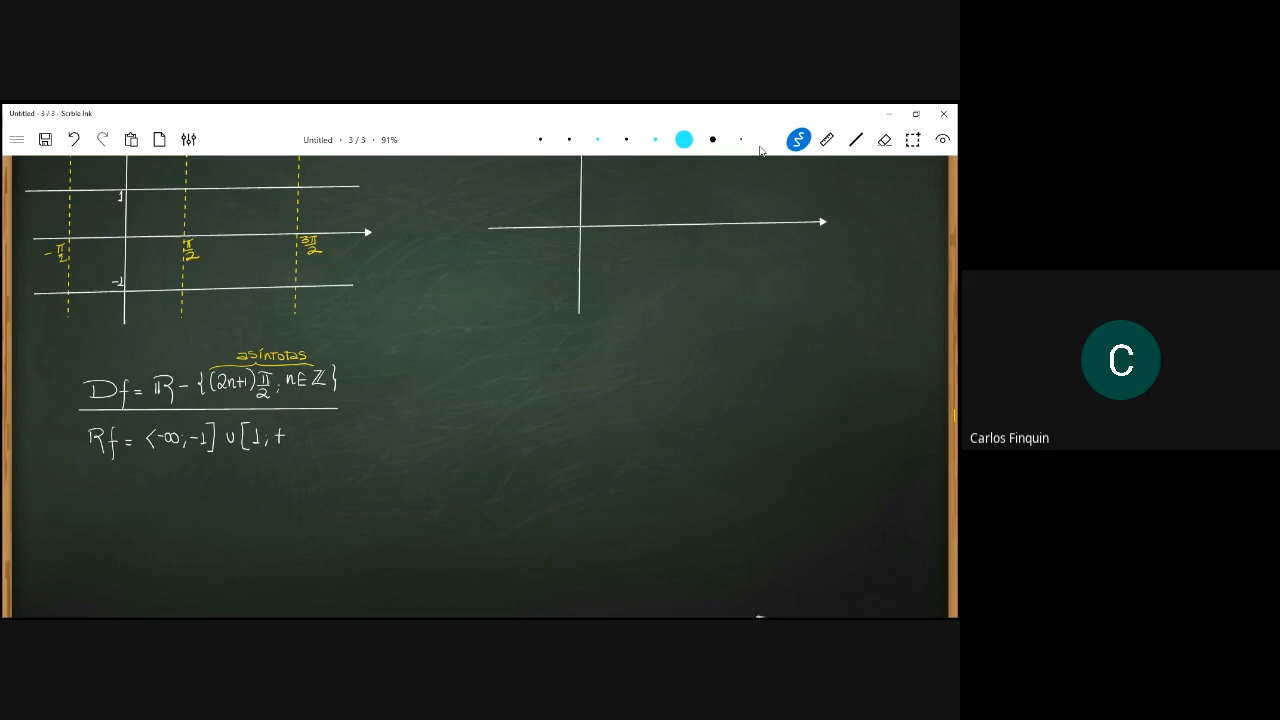 Untitled - 3 / 3 - Scrble Ink
Untitled · 3 / 3 · 91%
1
-π/2 π/2 3π/2
-1
asíntotas
Df = ℝ - {(2n+1)π/2; n∈ℤ}
Rf = <-∞; -1] ∪ [1; +
C
Carlos Finquin